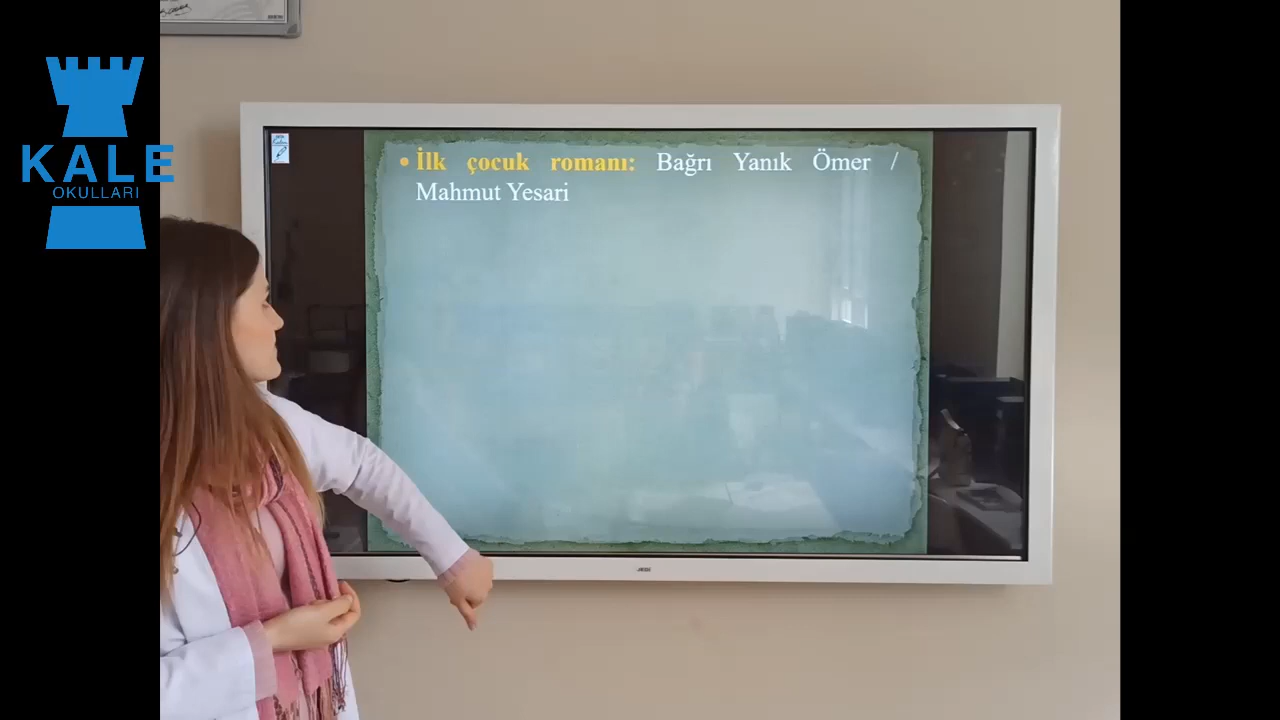 KALE
OKULLARI
• İlk çocuk romanı: Bağrı Yanık Ömer /
Mahmut Yesari